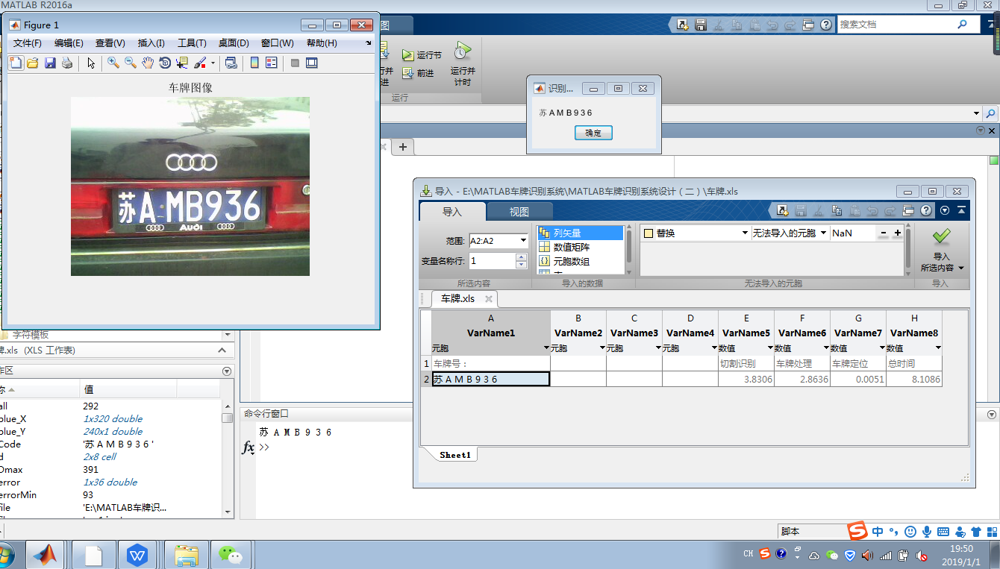 MATLAB R2016a
Figure 1
文件(F) 编辑(E) 查看(V) 插入(I) 工具(T) 桌面(D) 窗口(W) 帮助(H)
车牌图像
苏A·MB936
Audi
图
搜索文档
运行节
前进
运行并
计时
运行
识别...
苏 A M B 9 3 6
确定
导入 - E:\MATLAB车牌识别系统\MATLAB车牌识别系统设计（二）\车牌.xls
导入 视图
范围: A2:A2
变量名称行: 1
所选内容
列矢量
数值矩阵
元胞数组
导入的数据
替换 无法导入的元胞 NaN
无法导入的元胞
导入
所选内容
导入
车牌.xls
A B C D E F G H
VarName1 VarName2 VarName3 VarName4 VarName5 VarName6 VarName7 VarName8
元胞 元胞 元胞 元胞 数值 数值 数值 数值
1 车牌号： 切割识别 车牌处理 车牌定位 总时间
2 苏 A M B 9 3 6 3.8306 2.8636 0.0051 8.1086
Sheet1
字符模板
.xls (XLS 工作表)
作区
值
all 292
blue_X 1x320 double
blue_Y 240x1 double
Code '苏 A M B 9 3 6 '
d 2x8 cell
Dmax 391
error 1x36 double
errorMin 93
file 'E:\MATLAB车牌识...
命令行窗口
苏 A M B 9 3 6
fx >>
脚本
中
CH
19:50
2019/1/1